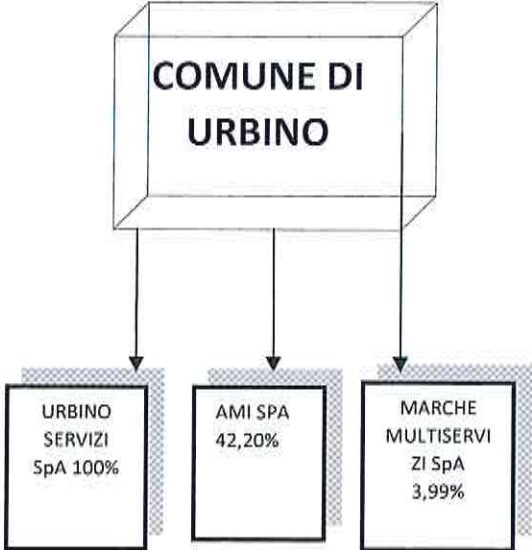 COMUNE DI
URBINO
URBINO
SERVIZI
SpA 100%
AMI SPA
42,20%
MARCHE
MULTISERVI
ZI SpA
3,99%